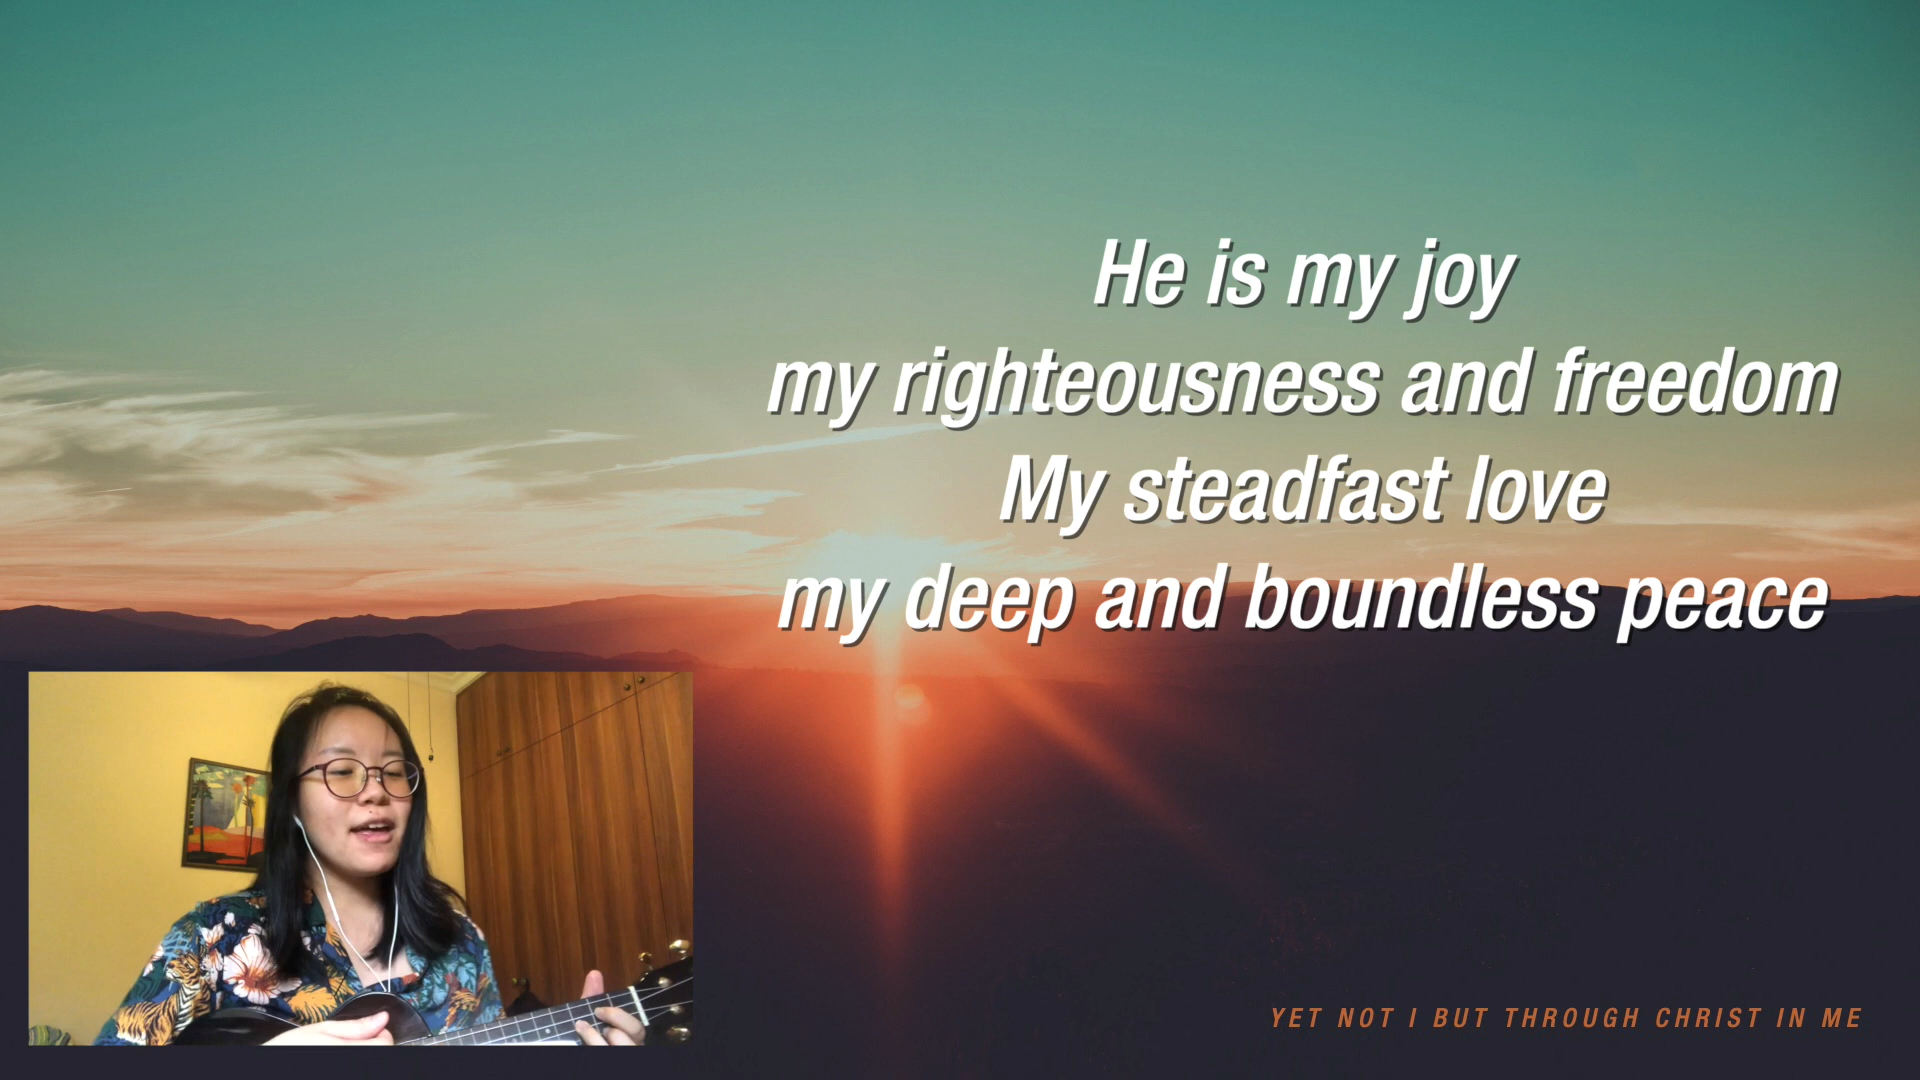 He is my joy
my righteousness and freedom
My steadfast love
my deep and boundless peace
YET NOT I BUT THROUGH CHRIST IN ME